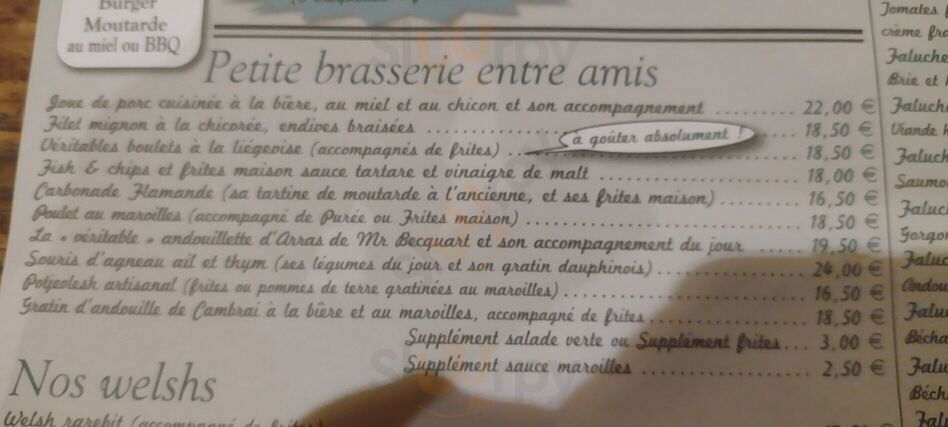 Burger
Moutarde
au miel ou BBQ
Petite brasserie entre amis
Joue de porc cuisinée à la bière, au miel et au chicon et son accompagnement ........ 22,00 €
Filet mignon à la chicorée, endives braisées ........ 18,50 €
à goûter absolument !
Véritables boulets à la liégeoise (accompagnés de frites) ........ 18,50 €
Fish & chips et frites maison sauce tartare et vinaigre de malt ........ 18,00 €
Carbonade Flamande (sa tartine de moutarde à l'ancienne, et ses frites maison) ........ 16,50 €
Poulet au maroilles (accompagné de Purée ou Frites maison) ........ 18,50 €
La « véritable » andouillette d'Arras de Mr Becquart et son accompagnement du jour ........ 19,50 €
Souris d'agneau ail et thym (ses légumes du jour et son gratin dauphinois) ........ 24,00 €
Potjevlesh artisanal (frites ou pommes de terre gratinées au maroilles) ........ 16,50 €
Gratin d'andouille de Cambrai à la bière et au maroilles, accompagné de frites ........ 18,50 €
Supplément salade verte ou Supplément frites... 3,00 €
Supplément sauce maroilles ........ 2,50 €
Nos welshs
Welsh rarebit (accompagné de frites)
Tomates
crème
Faluche
Brie et
Viande
Saumo
Gorgon
Andou
Bécha
Falu
Béch
Falu